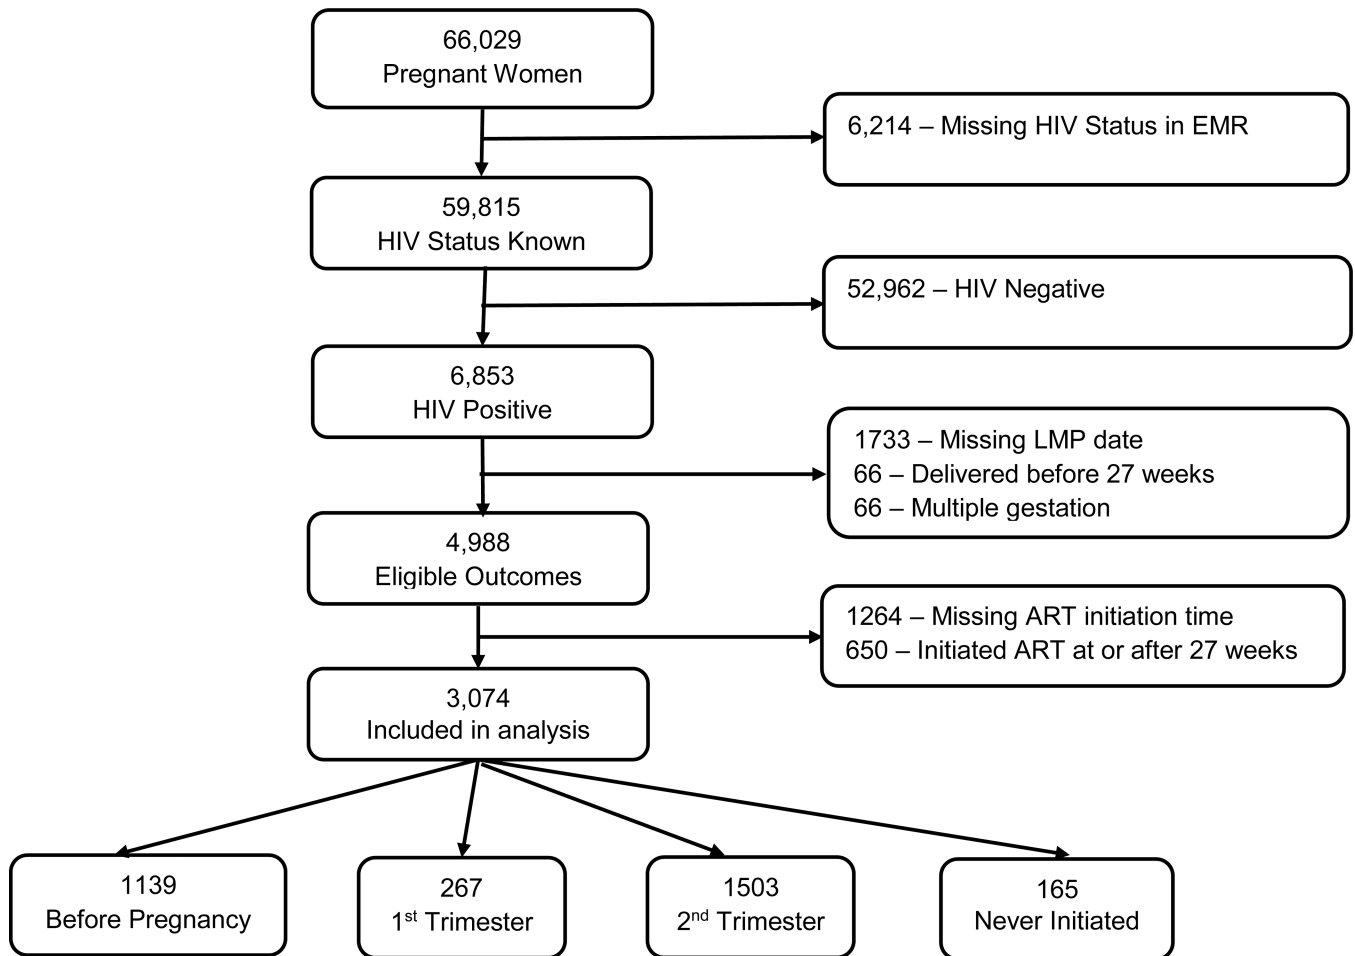 66,029
Pregnant Women
6,214 – Missing HIV Status in EMR
59,815
HIV Status Known
52,962 – HIV Negative
6,853
HIV Positive
1733 – Missing LMP date
66 – Delivered before 27 weeks
66 – Multiple gestation
4,988
Eligible Outcomes
1264 – Missing ART initiation time
650 – Initiated ART at or after 27 weeks
3,074
Included in analysis
1139
Before Pregnancy
267
1st Trimester
1503
2nd Trimester
165
Never Initiated